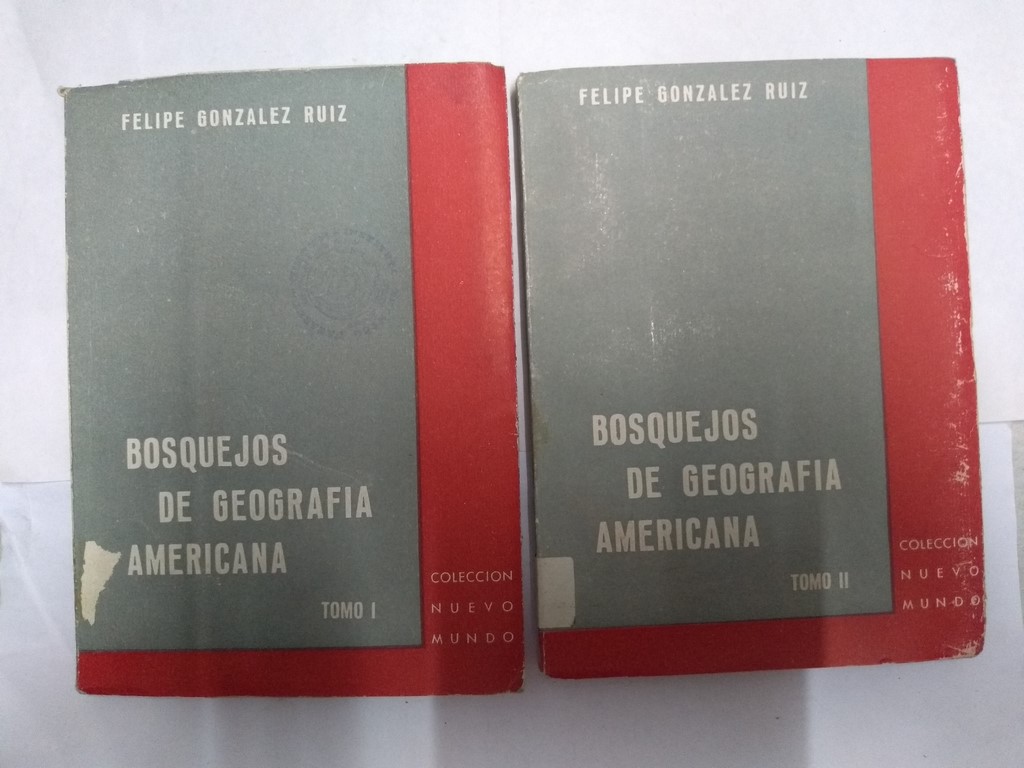 FELIPE GONZALEZ RUIZ
BOSQUEJOS
DE GEOGRAFIA
AMERICANA
TOMO I
COLECCION
NUEVO
MUNDO
FELIPE GONZALEZ RUIZ
BOSQUEJOS
DE GEOGRAFIA
AMERICANA
TOMO II
COLECCION
NUEVO
MUNDO